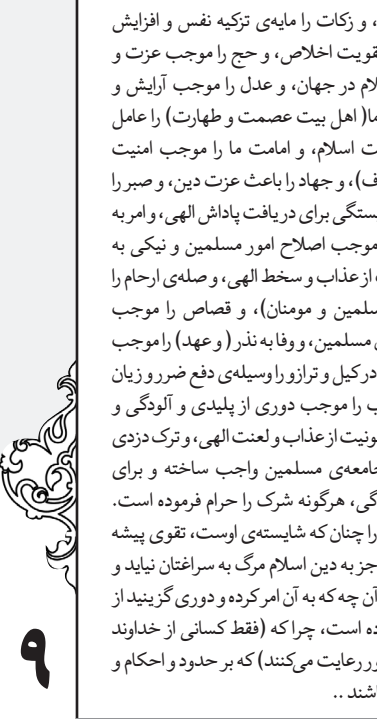 ، و زکات را مایه‌ی تزکیه نفس و افزایش
قویت اخلاص، و حج را موجب عزت و
لام در جهان، و عدل را موجب آرایش و
ما( اهل بیت عصمت و طهارت) را عامل
ت اسلام، و امامت ما را موجب امنیت
ف)، و جهاد را باعث عزت دین، و صبر را
ستگی برای دریافت پاداش الهی، و امر به
موجب اصلاح امور مسلمین و نیکی به
از عذاب و سخط الهی، و صله‌ی ارحام را
سلمین و مومنان)، و قصاص را موجب
مسلمین، و وفا به نذر ( و عهد) را موجب
در کیل و ترازو را وسیله‌ی دفع ضرر و زیان
ب را موجب دوری از پلیدی و آلودگی و
ونیت از عذاب و لعنت الهی، و ترک دزدی
جامعه‌ی مسلمین واجب ساخته و برای
گی، هرگونه شرک را حرام فرموده است.
را چنان که شایسته‌ی اوست، تقوی پیشه
جز به دین اسلام مرگ به سراغتان نیاید و
آن چه که به آن امر کرده و دوری گزینید از
ده است، چرا که (فقط کسانی از خداوند
ور رعایت می‌کنند) که بر حدود و احکام و
اشند ..
۹